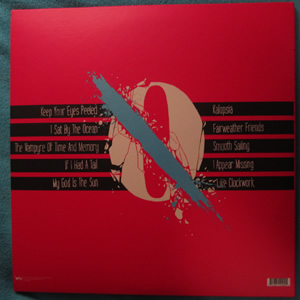 Keep Your Eyes Peeled
I Sat By The Ocean
The Vampyre Of Time And Memory
If I Had A Tail
My God Is The Sun
Kalopsia
Fairweather Friends
Smooth Sailing
I Appear Missing
...Like Clockwork